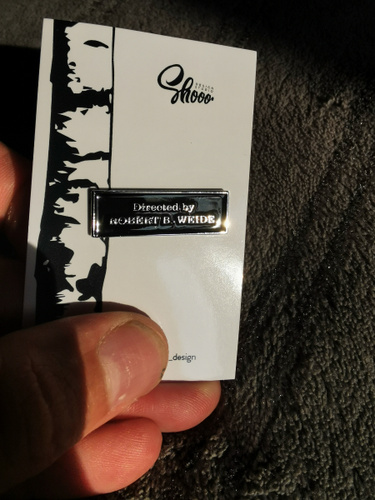 Shooo.
Directed by
ROBERT B. WEIDE
_design